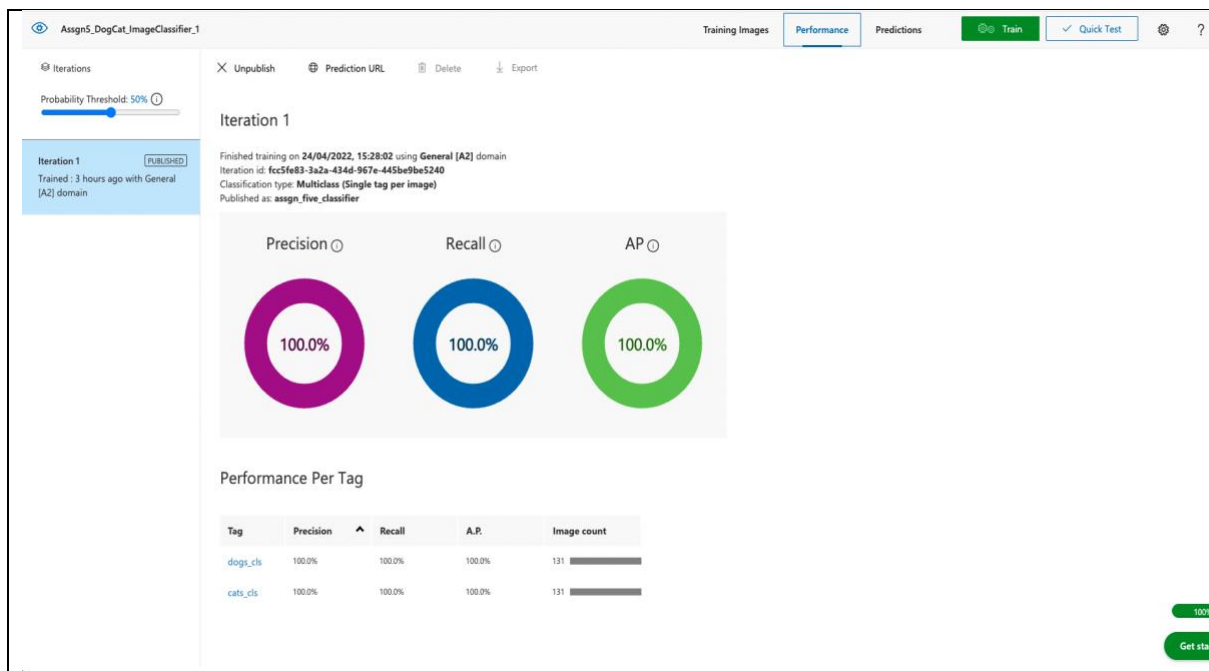 Assgn5_DogCat_ImageClassifier_1
Training Images
Performance
Predictions
Train
Quick Test
?
Iterations
Unpublish
Prediction URL
Delete
Export
Probability Threshold: 50%
Iteration 1
Iteration 1 PUBLISHED
Trained : 3 hours ago with General
[A2] domain
Finished training on 24/04/2022, 15:28:02 using General [A2] domain
Iteration id: fcc5fe83-3a2a-434d-967e-445be9be5240
Classification type: Multiclass (Single tag per image)
Published as: assgn_five_classifier
Precision
Recall
AP
100.0%
100.0%
100.0%
Performance Per Tag
Tag Precision Recall A.P. Image count
dogs_cls 100.0% 100.0% 100.0% 131
cats_cls 100.0% 100.0% 100.0% 131
100%
Get sta